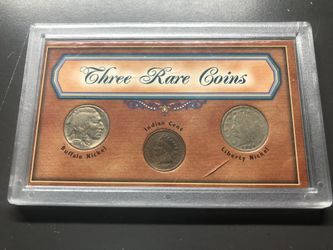 Three Rare Coins
Indian Cent
Buffalo Nickel
Liberty Nickel